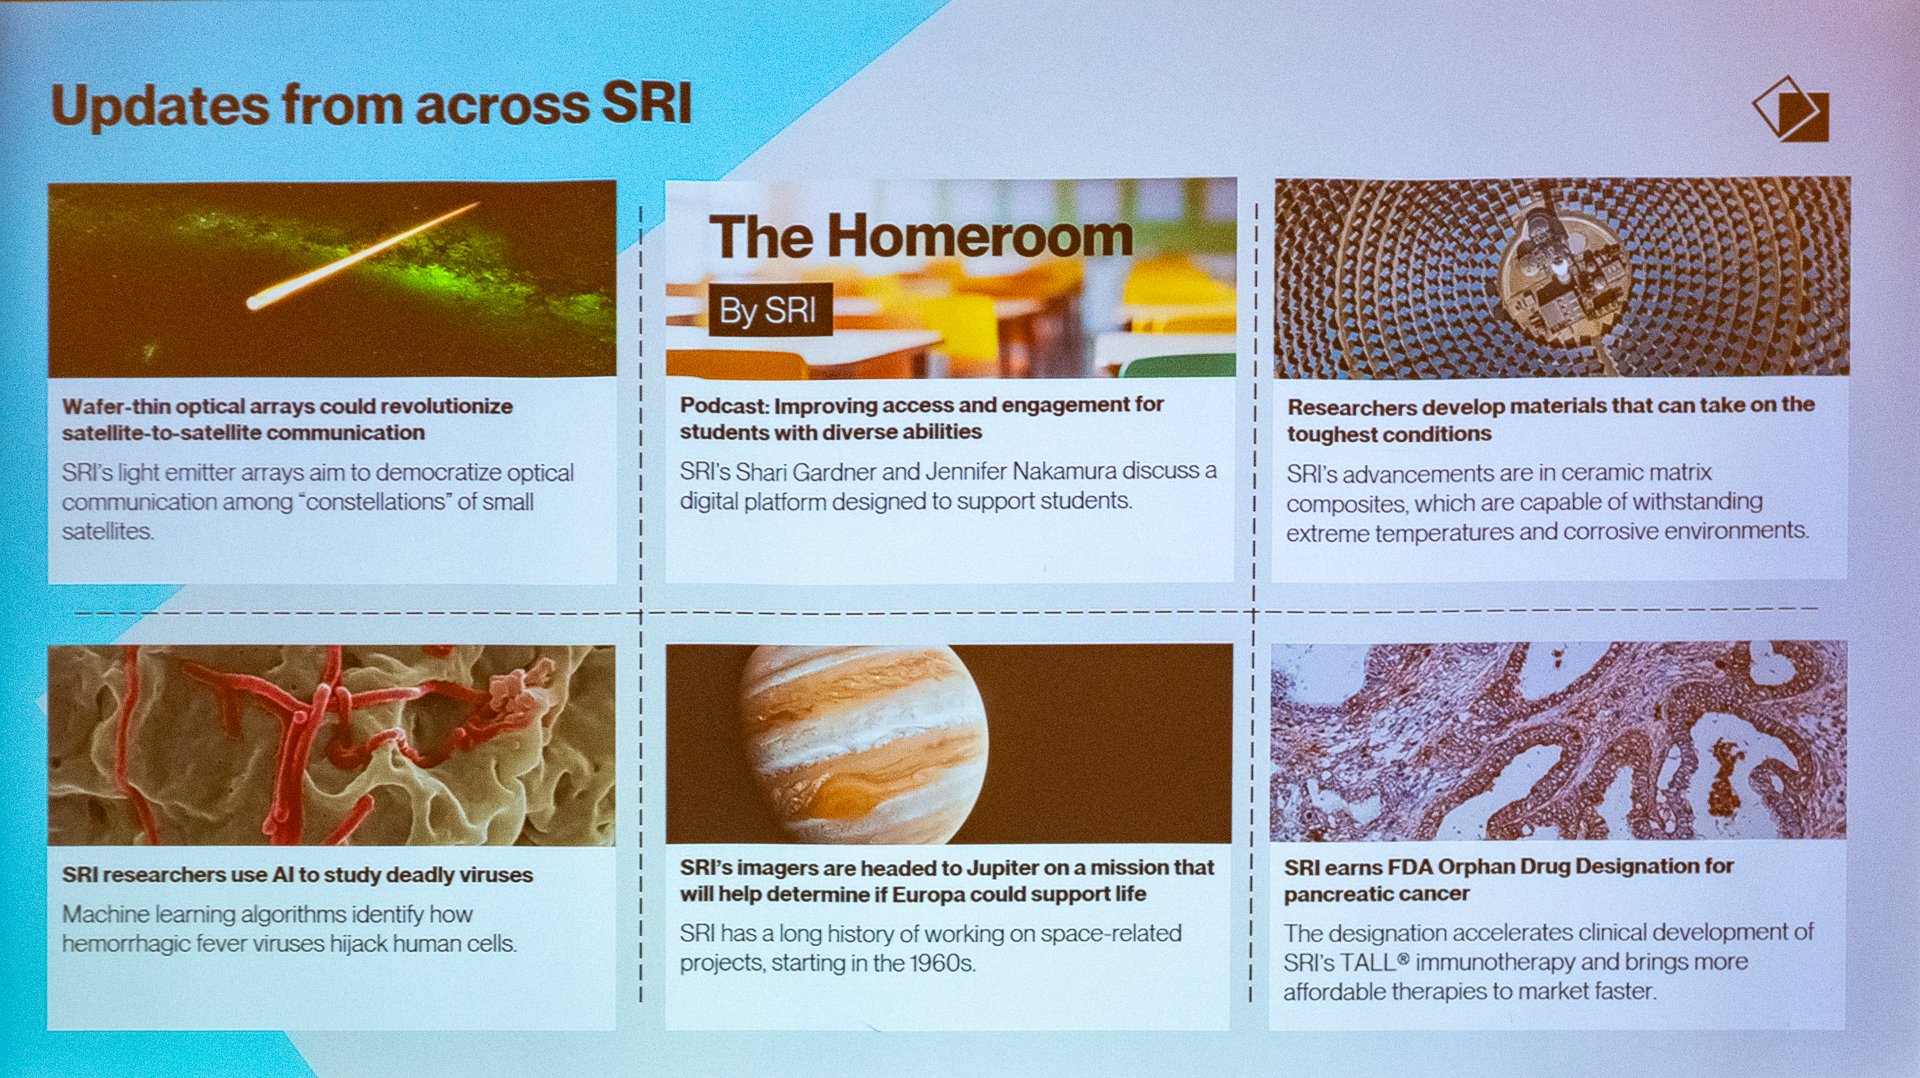 Updates from across SRI
The Homeroom
By SRI
Wafer-thin optical arrays could revolutionize
satellite-to-satellite communication
SRI's light emitter arrays aim to democratize optical
communication among “constellations” of small
satellites.
Podcast: Improving access and engagement for
students with diverse abilities
SRI's Shari Gardner and Jennifer Nakamura discuss a
digital platform designed to support students.
Researchers develop materials that can take on the
toughest conditions
SRI's advancements are in ceramic matrix
composites, which are capable of withstanding
extreme temperatures and corrosive environments.
SRI researchers use AI to study deadly viruses
Machine learning algorithms identify how
hemorrhagic fever viruses hijack human cells.
SRI's imagers are headed to Jupiter on a mission that
will help determine if Europa could support life
SRI has a long history of working on space-related
projects, starting in the 1960s.
SRI earns FDA Orphan Drug Designation for
pancreatic cancer
The designation accelerates clinical development of
SRI's TALL® immunotherapy and brings more
affordable therapies to market faster.